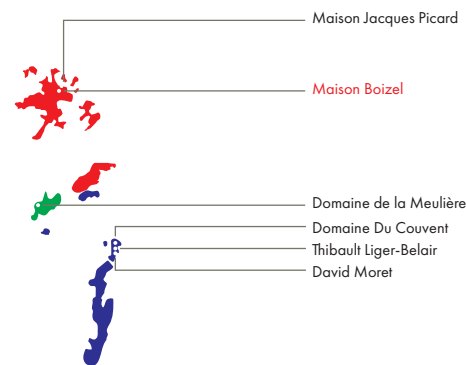 Maison Jacques Picard
Maison Boizel
Domaine de la Meulière
Domaine Du Couvent
Thibault Liger-Belair
David Moret